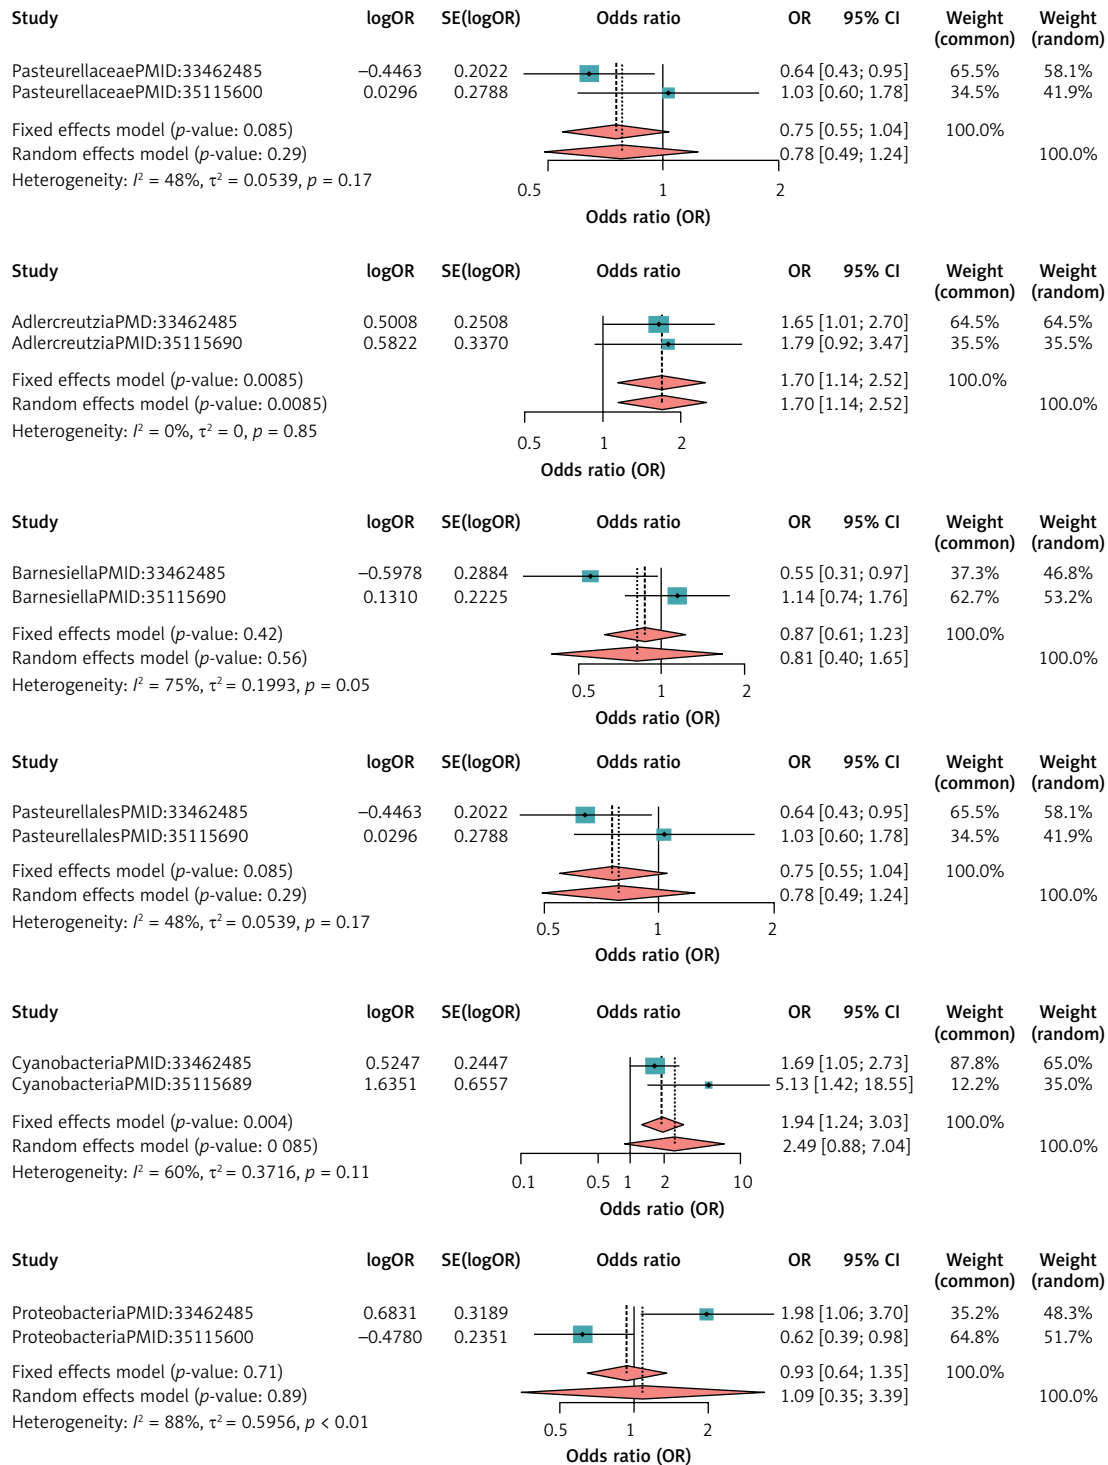 Study logOR SE(logOR) Odds ratio OR 95% CI Weight (common) Weight (random)
PasteurellaceaePMID:33462485 −0.4463 0.2022 0.64 [0.43; 0.95] 65.5% 58.1%
PasteurellaceaePMID:35115600 0.0296 0.2788 1.03 [0.60; 1.78] 34.5% 41.9%
Fixed effects model (p-value: 0.085) 0.75 [0.55; 1.04] 100.0%
Random effects model (p-value: 0.29) 0.78 [0.49; 1.24] 100.0%
Heterogeneity: I² = 48%, τ² = 0.0539, p = 0.17
0.5 1 2
Odds ratio (OR)
Study logOR SE(logOR) Odds ratio OR 95% CI Weight (common) Weight (random)
AdlercreutziaPMD:33462485 0.5008 0.2508 1.65 [1.01; 2.70] 64.5% 64.5%
AdlercreutziaPMID:35115690 0.5822 0.3370 1.79 [0.92; 3.47] 35.5% 35.5%
Fixed effects model (p-value: 0.0085) 1.70 [1.14; 2.52] 100.0%
Random effects model (p-value: 0.0085) 1.70 [1.14; 2.52] 100.0%
Heterogeneity: I² = 0%, τ² = 0, p = 0.85
0.5 1 2
Odds ratio (OR)
Study logOR SE(logOR) Odds ratio OR 95% CI Weight (common) Weight (random)
BarnesiellaPMID:33462485 −0.5978 0.2884 0.55 [0.31; 0.97] 37.3% 46.8%
BarnesiellaPMID:35115690 0.1310 0.2225 1.14 [0.74; 1.76] 62.7% 53.2%
Fixed effects model (p-value: 0.42) 0.87 [0.61; 1.23] 100.0%
Random effects model (p-value: 0.56) 0.81 [0.40; 1.65] 100.0%
Heterogeneity: I² = 75%, τ² = 0.1993, p = 0.05
0.5 1 2
Odds ratio (OR)
Study logOR SE(logOR) Odds ratio OR 95% CI Weight (common) Weight (random)
PasteurellalesPMID:33462485 −0.4463 0.2022 0.64 [0.43; 0.95] 65.5% 58.1%
PasteurellalesPMID:35115690 0.0296 0.2788 1.03 [0.60; 1.78] 34.5% 41.9%
Fixed effects model (p-value: 0.085) 0.75 [0.55; 1.04] 100.0%
Random effects model (p-value: 0.29) 0.78 [0.49; 1.24] 100.0%
Heterogeneity: I² = 48%, τ² = 0.0539, p = 0.17
0.5 1 2
Odds ratio (OR)
Study logOR SE(logOR) Odds ratio OR 95% CI Weight (common) Weight (random)
CyanobacteriaPMID:33462485 0.5247 0.2447 1.69 [1.05; 2.73] 87.8% 65.0%
CyanobacteriaPMID:35115689 1.6351 0.6557 5.13 [1.42; 18.55] 12.2% 35.0%
Fixed effects model (p-value: 0.004) 1.94 [1.24; 3.03] 100.0%
Random effects model (p-value: 0 085) 2.49 [0.88; 7.04] 100.0%
Heterogeneity: I² = 60%, τ² = 0.3716, p = 0.11
0.1 0.5 1 2 10
Odds ratio (OR)
Study logOR SE(logOR) Odds ratio OR 95% CI Weight (common) Weight (random)
ProteobacteriaPMID:33462485 0.6831 0.3189 1.98 [1.06; 3.70] 35.2% 48.3%
ProteobacteriaPMID:35115600 −0.4780 0.2351 0.62 [0.39; 0.98] 64.8% 51.7%
Fixed effects model (p-value: 0.71) 0.93 [0.64; 1.35] 100.0%
Random effects model (p-value: 0.89) 1.09 [0.35; 3.39] 100.0%
Heterogeneity: I² = 88%, τ² = 0.5956, p < 0.01
0.5 1 2
Odds ratio (OR)